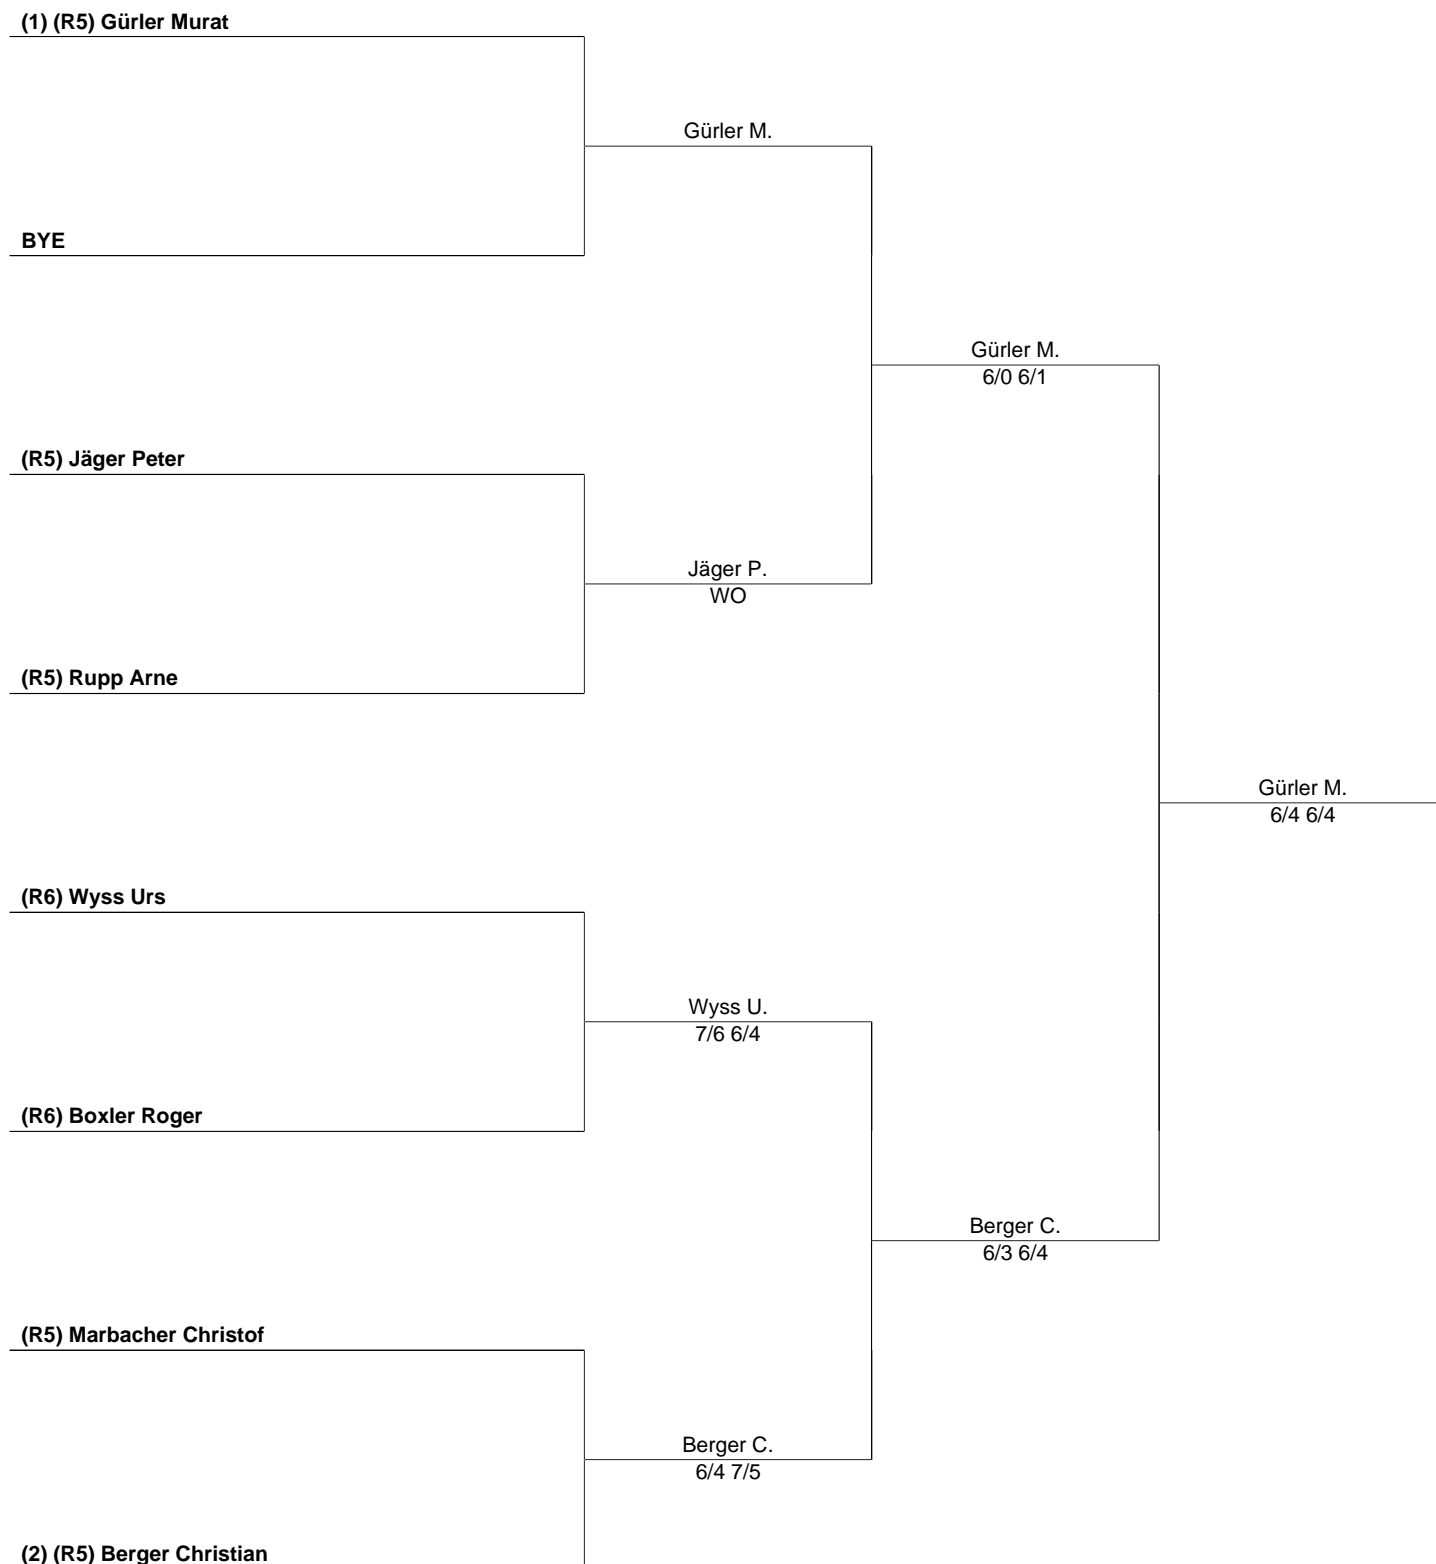 (1) (R5) Gürler Murat
Gürler M.
BYE
Gürler M.
6/0 6/1
(R5) Jäger Peter
Jäger P.
WO
(R5) Rupp Arne
Gürler M.
6/4 6/4
(R6) Wyss Urs
Wyss U.
7/6 6/4
(R6) Boxler Roger
Berger C.
6/3 6/4
(R5) Marbacher Christof
Berger C.
6/4 7/5
(2) (R5) Berger Christian